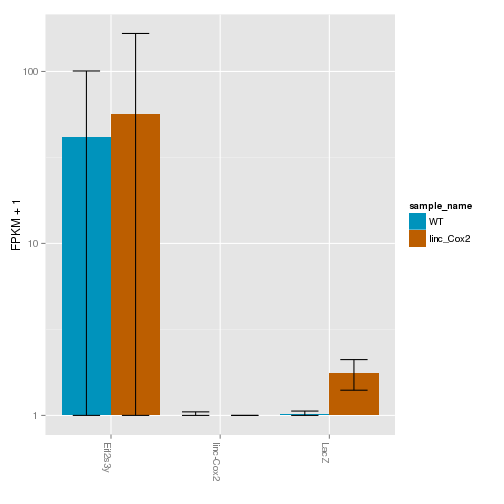 100
10
1
FPKM + 1
Eif2s3y
linc-Cox2
LacZ
sample_name
WT
linc_Cox2